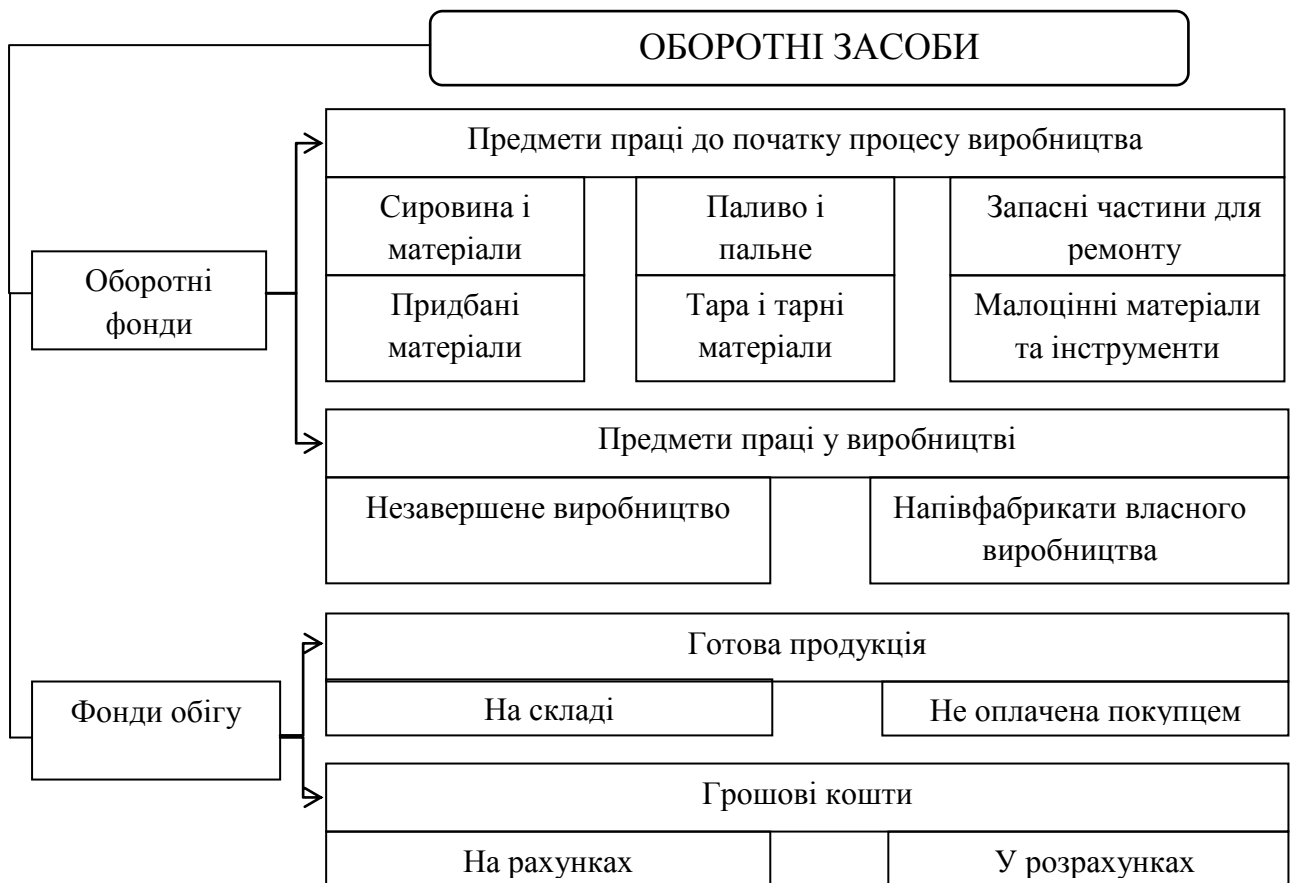 ОБОРОТНІ ЗАСОБИ
Предмети праці до початку процесу виробництва
Сировина і
матеріали
Паливо і
пальне
Запасні частини для
ремонту
Оборотні
фонди
Придбані
матеріали
Тара і тарні
матеріали
Малоцінні матеріали
та інструменти
Предмети праці у виробництві
Незавершене виробництво
Напівфабрикати власного
виробництва
Готова продукція
Фонди обігу
На складі
Не оплачена покупцем
Грошові кошти
На рахунках
У розрахунках